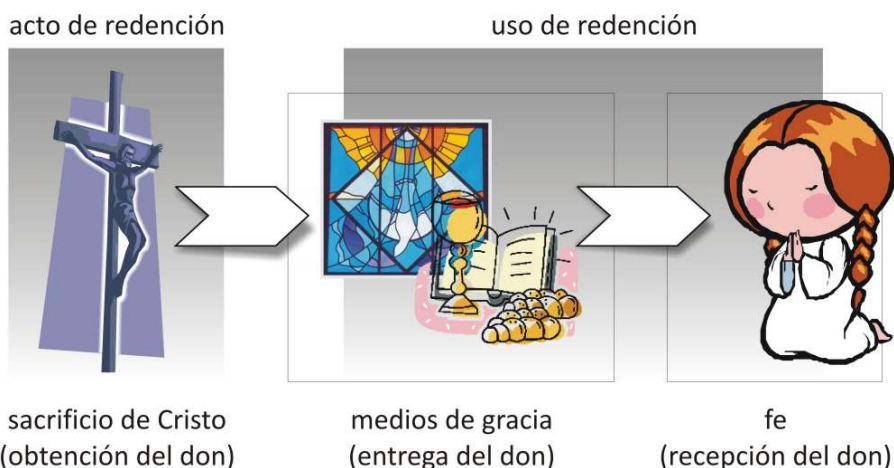 acto de redención
uso de redención
sacrificio de Cristo
(obtención del don)
medios de gracia
(entrega del don)
fe
(recepción del don)